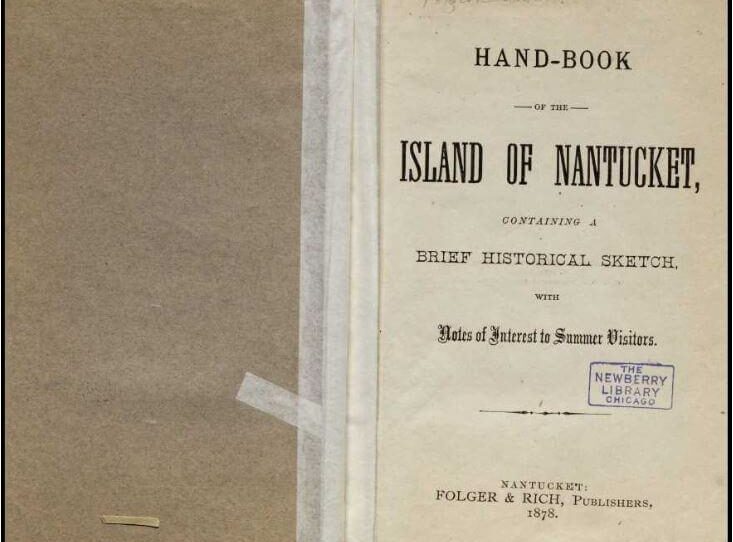 HAND-BOOK
OF THE
ISLAND OF NANTUCKET,
CONTAINING A
BRIEF HISTORICAL SKETCH,
WITH
Notes of Interest to Summer Visitors.
THE
NEWBERRY
LIBRARY
CHICAGO
NANTUCKET:
FOLGER & RICH, PUBLISHERS,
1878.